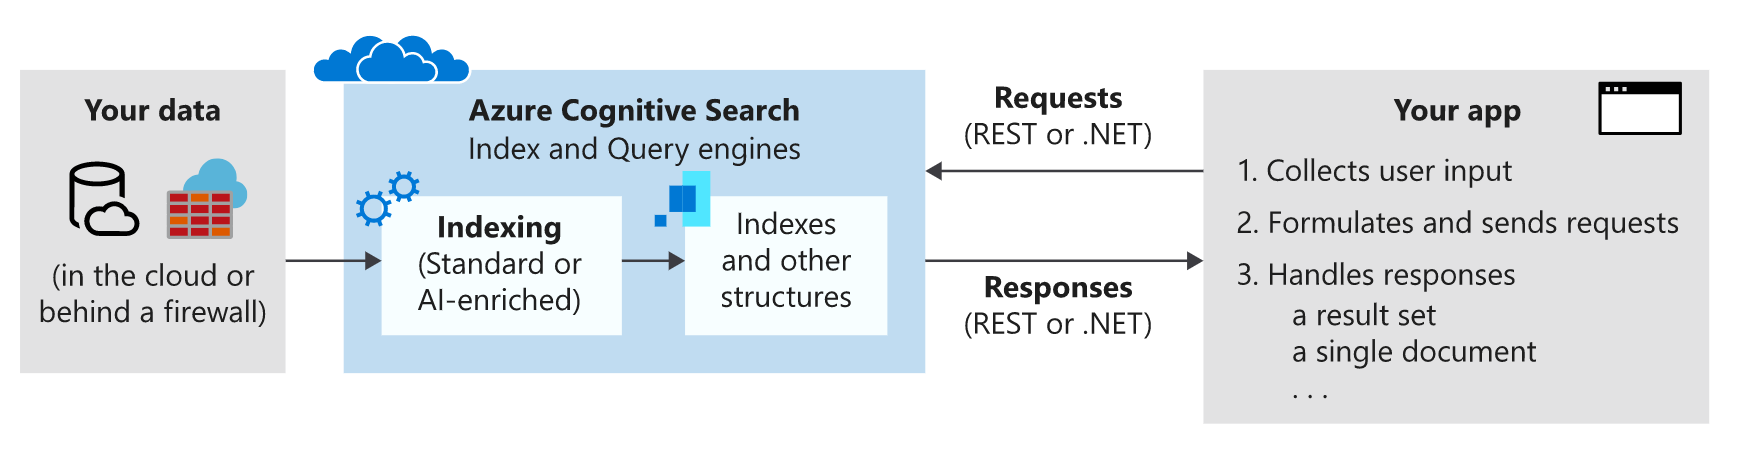 Your data
(in the cloud or
behind a firewall)
Azure Cognitive Search
Index and Query engines
Indexing
(Standard or
AI-enriched)
Indexes
and other
structures
Requests
(REST or .NET)
Responses
(REST or .NET)
Your app
1. Collects user input
2. Formulates and sends requests
3. Handles responses
a result set
a single document
. . .